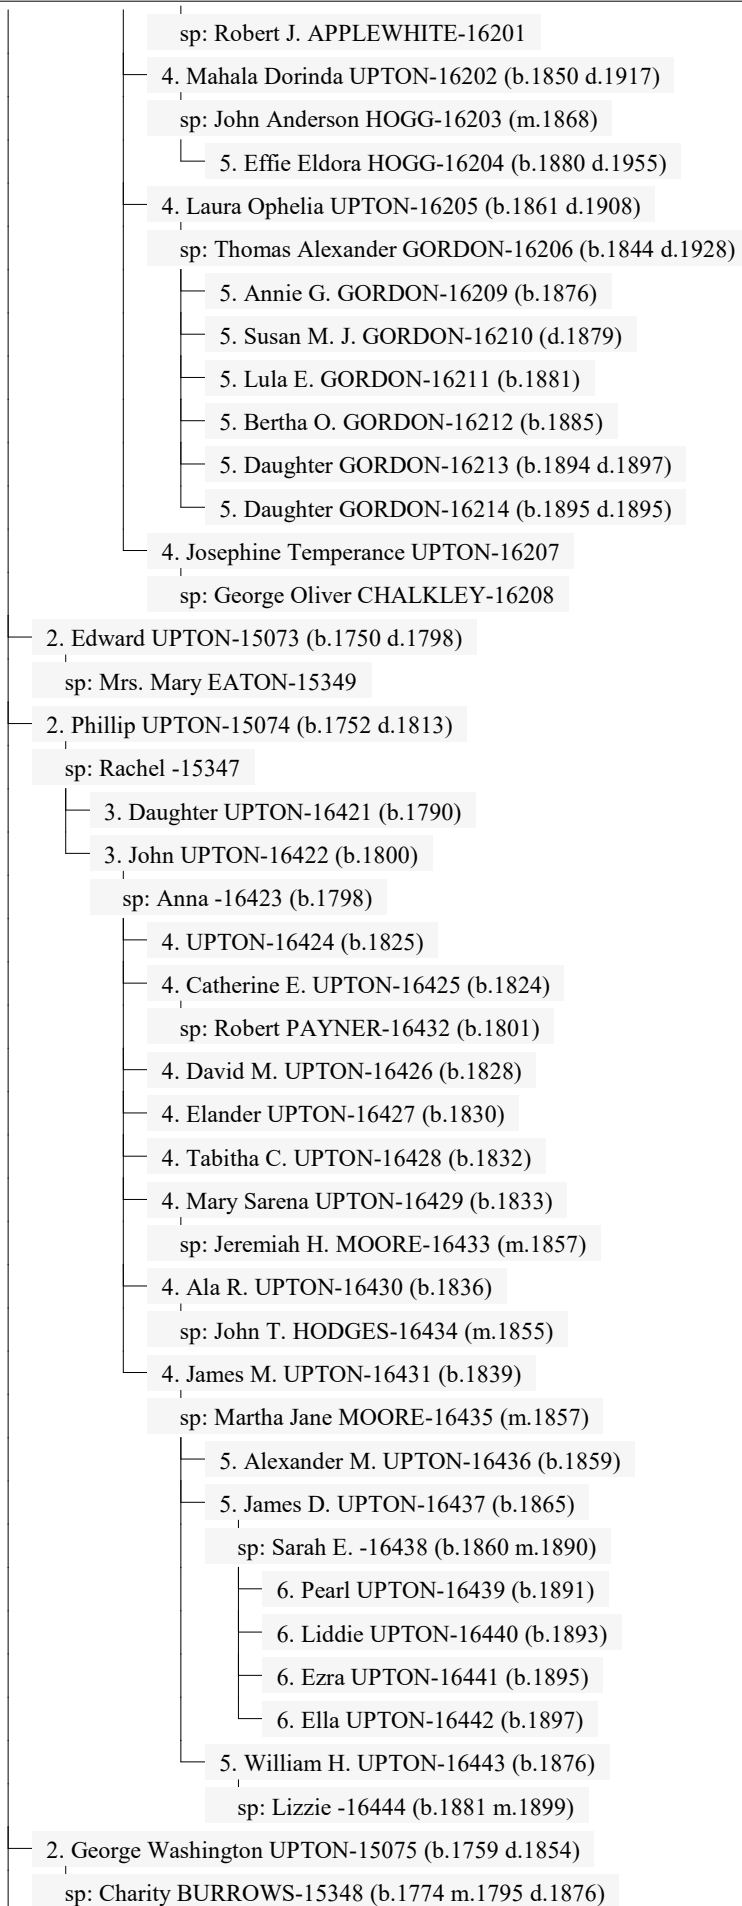 sp: Robert J. APPLEWHITE-16201
4. Mahala Dorinda UPTON-16202 (b.1850 d.1917)
sp: John Anderson HOGG-16203 (m.1868)
5. Effie Eldora HOGG-16204 (b.1880 d.1955)
4. Laura Ophelia UPTON-16205 (b.1861 d.1908)
sp: Thomas Alexander GORDON-16206 (b.1844 d.1928)
5. Annie G. GORDON-16209 (b.1876)
5. Susan M. J. GORDON-16210 (d.1879)
5. Lula E. GORDON-16211 (b.1881)
5. Bertha O. GORDON-16212 (b.1885)
5. Daughter GORDON-16213 (b.1894 d.1897)
5. Daughter GORDON-16214 (b.1895 d.1895)
4. Josephine Temperance UPTON-16207
sp: George Oliver CHALKLEY-16208
2. Edward UPTON-15073 (b.1750 d.1798)
sp: Mrs. Mary EATON-15349
2. Phillip UPTON-15074 (b.1752 d.1813)
sp: Rachel -15347
3. Daughter UPTON-16421 (b.1790)
3. John UPTON-16422 (b.1800)
sp: Anna -16423 (b.1798)
4. UPTON-16424 (b.1825)
4. Catherine E. UPTON-16425 (b.1824)
sp: Robert PAYNER-16432 (b.1801)
4. David M. UPTON-16426 (b.1828)
4. Elander UPTON-16427 (b.1830)
4. Tabitha C. UPTON-16428 (b.1832)
4. Mary Sarena UPTON-16429 (b.1833)
sp: Jeremiah H. MOORE-16433 (m.1857)
4. Ala R. UPTON-16430 (b.1836)
sp: John T. HODGES-16434 (m.1855)
4. James M. UPTON-16431 (b.1839)
sp: Martha Jane MOORE-16435 (m.1857)
5. Alexander M. UPTON-16436 (b.1859)
5. James D. UPTON-16437 (b.1865)
sp: Sarah E. -16438 (b.1860 m.1890)
6. Pearl UPTON-16439 (b.1891)
6. Liddie UPTON-16440 (b.1893)
6. Ezra UPTON-16441 (b.1895)
6. Ella UPTON-16442 (b.1897)
5. William H. UPTON-16443 (b.1876)
sp: Lizzie -16444 (b.1881 m.1899)
2. George Washington UPTON-15075 (b.1759 d.1854)
sp: Charity BURROWS-15348 (b.1774 m.1795 d.1876)